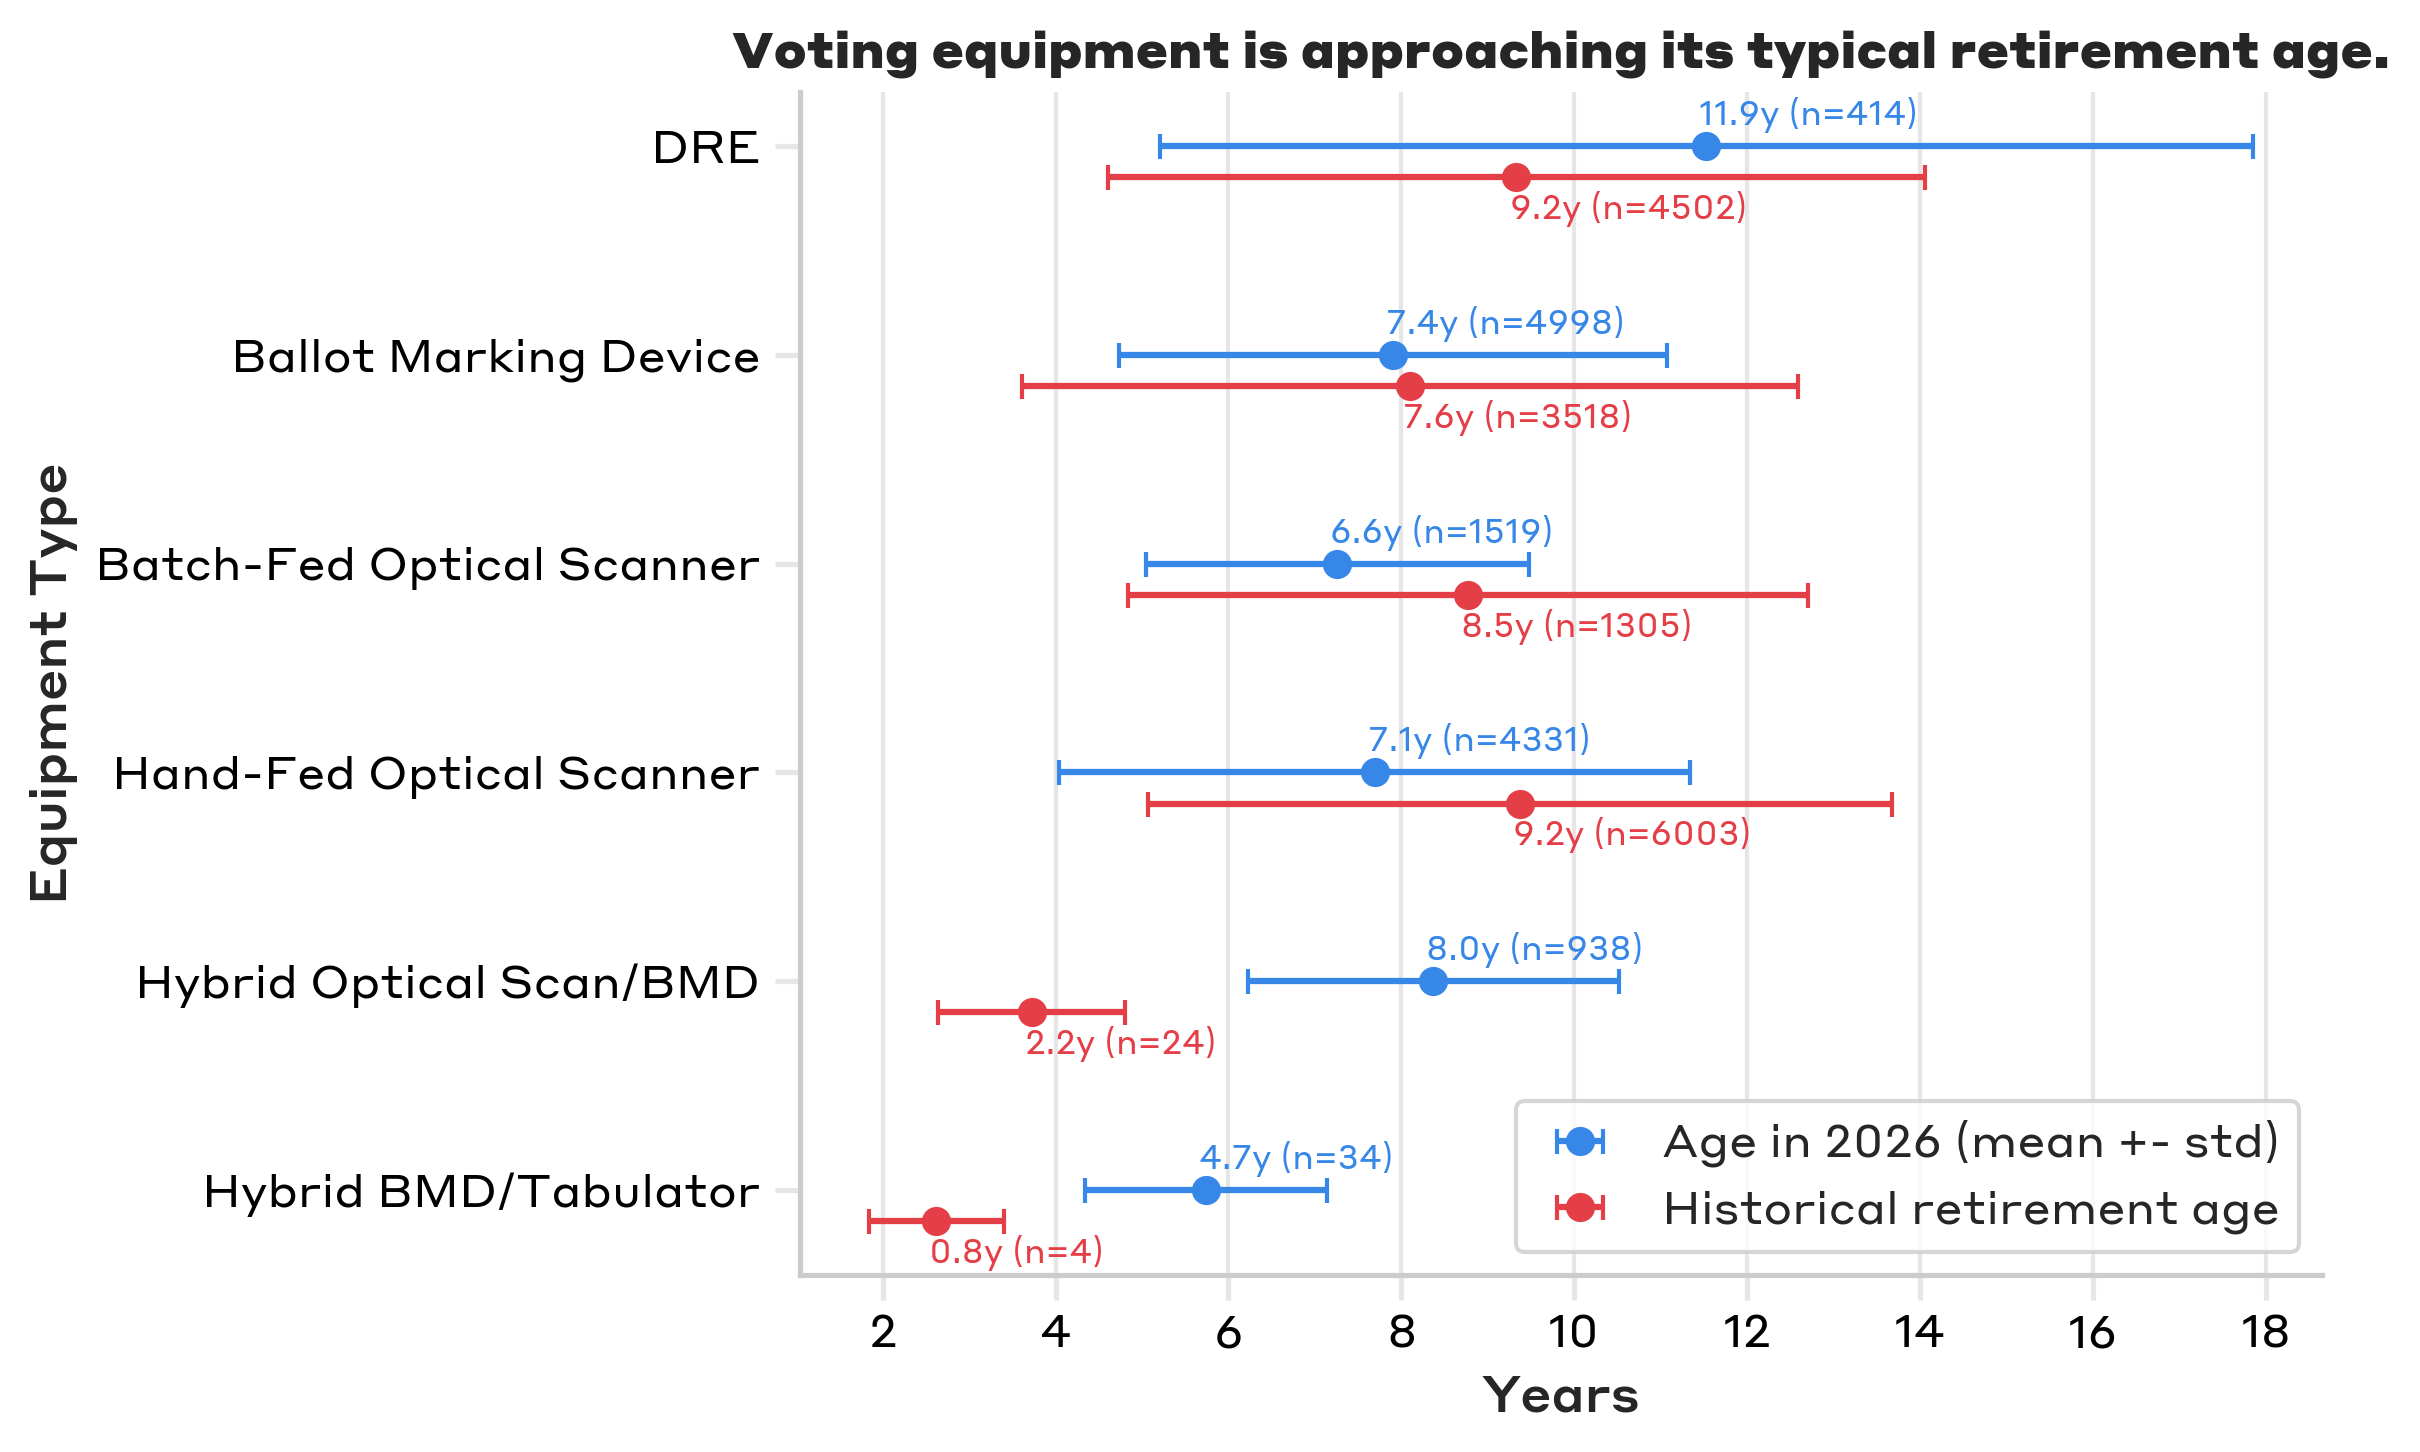 Voting equipment is approaching its typical retirement age.
DRE
11.9y (n=414)
9.2y (n=4502)
Ballot Marking Device
7.4y (n=4998)
7.6y (n=3518)
Batch-Fed Optical Scanner
6.6y (n=1519)
8.5y (n=1305)
Hand-Fed Optical Scanner
7.1y (n=4331)
9.2y (n=6003)
Hybrid Optical Scan/BMD
8.0y (n=938)
2.2y (n=24)
Hybrid BMD/Tabulator
4.7y (n=34)
0.8y (n=4)
Equipment Type
Age in 2026 (mean +- std)
Historical retirement age
2 4 6 8 10 12 14 16 18
Years